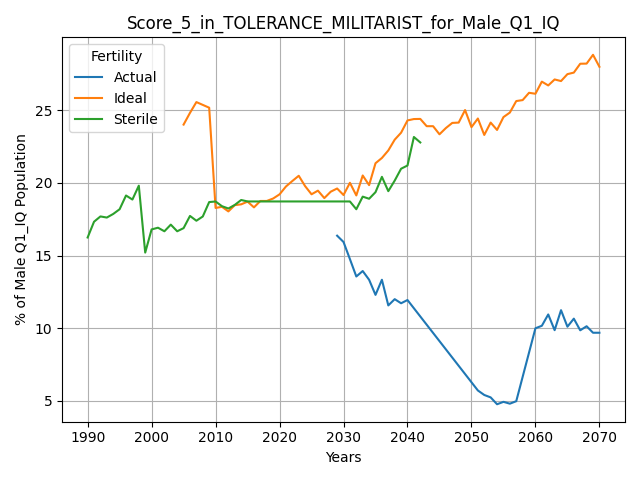 Score_5_in_TOLERANCE_MILITARIST_for_Male_Q1_IQ
Fertility
Actual
Ideal
Sterile
% of Male Q1_IQ Population
25
20
15
10
5
1990 2000 2010 2020 2030 2040 2050 2060 2070
Years